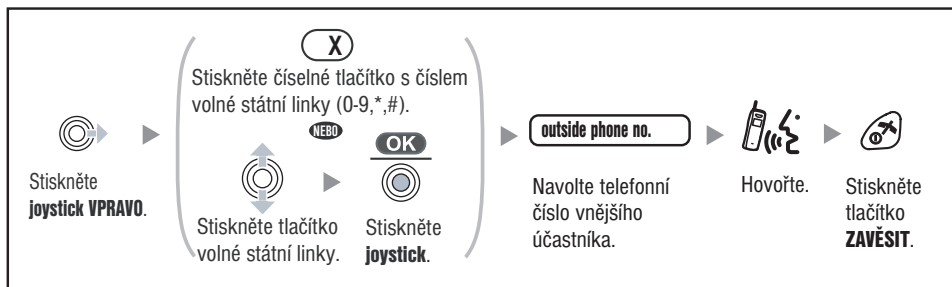 Stiskněte
joystick VPRAVO.
X)
Stiskněte číselné tlačítko s číslem
volné státní linky (0-9,*,#).
NEBO
Stiskněte tlačítko
volné státní linky.
OK
Stiskněte
joystick.
outside phone no.
Navolte telefonní
číslo vnějšího
účastníka.
Hovořte.
Stiskněte
tlačítko
ZAVĚSIT.